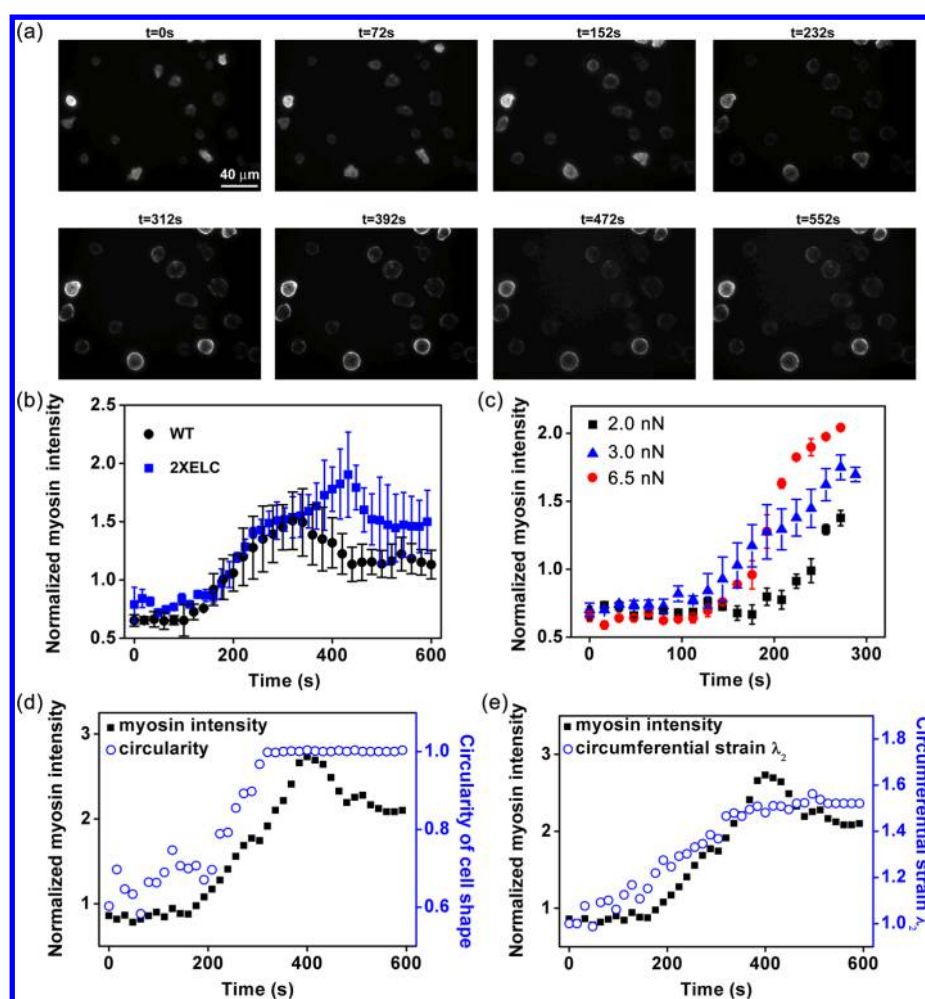 (a)
t=0s t=72s t=152s t=232s
40 μm
t=312s t=392s t=472s t=552s
(b)
Normalized myosin intensity
2.5
2.0
1.5
1.0
0.5
WT
2XELC
0 200 400 600
Time (s)
(c)
Normalized myosin intensity
2.0
1.5
1.0
0.5
2.0 nN
3.0 nN
6.5 nN
0 100 200 300
Time (s)
(d)
Normalized myosin intensity
3
2
1
myosin intensity
circularity
1.0
0.8
0.6
Circularity of cell
shape
0 200 400 600
Time (s)
(e)
Normalized myosin intensity
3
2
1
myosin intensity
circumferential strain λ₂
1.8
1.6
1.4
1.2
1.0
Circumferential
strain λ₂
0 200 400 600
Time (s)